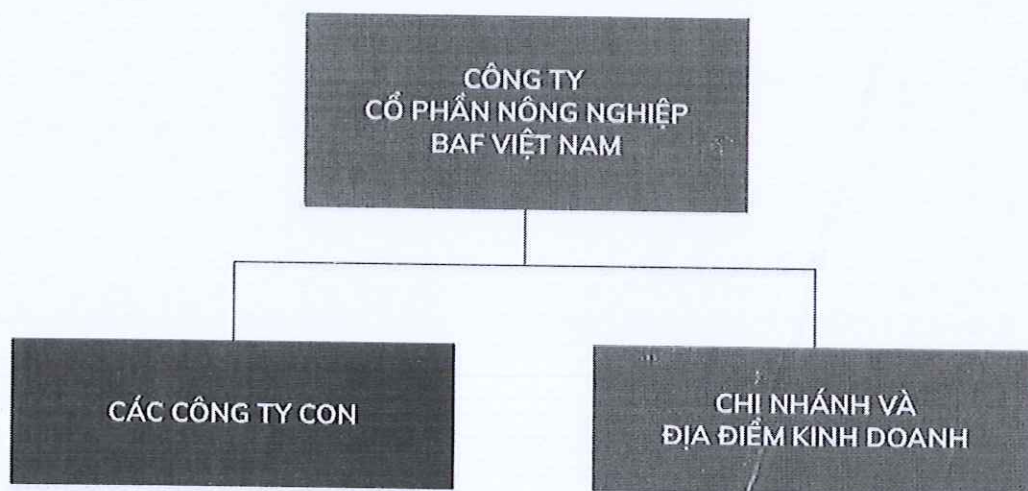 CÔNG TY
CỔ PHẦN NÔNG NGHIỆP
BAF VIỆT NAM
CÁC CÔNG TY CON
CHI NHÁNH VÀ
ĐỊA ĐIỂM KINH DOANH